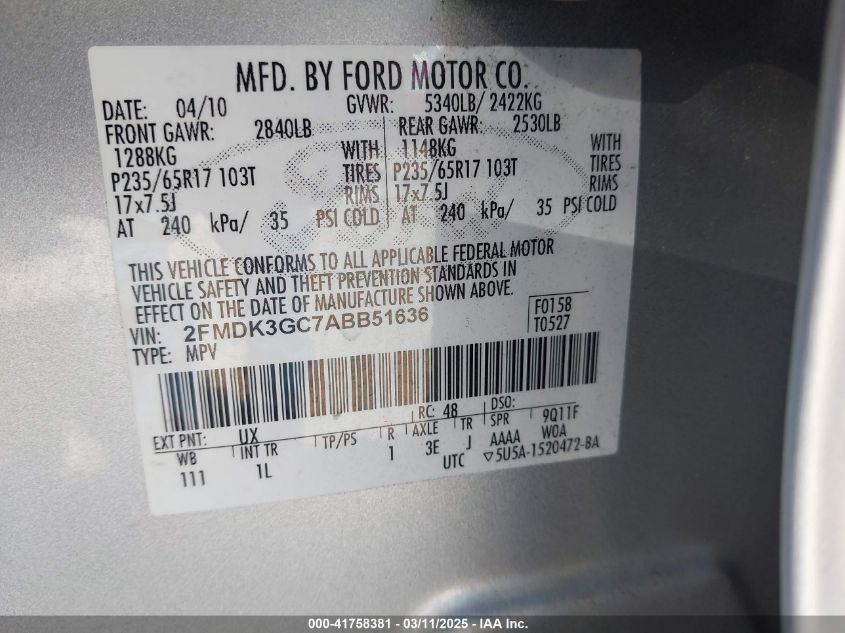 MFD. BY FORD MOTOR CO.
DATE: 04/10 GVWR: 5340LB/ 2422KG
FRONT GAWR: 2840LB REAR GAWR: 2530LB
1288KG WITH 1148KG WITH
P235/65R17 103T TIRES P235/65R17 103T TIRES
17x7.5J RIMS 17x7.5J RIMS
AT 240 kPa/ 35 PSI COLD AT 240 kPa/ 35 PSI COLD
THIS VEHICLE CONFORMS TO ALL APPLICABLE FEDERAL MOTOR
VEHICLE SAFETY AND THEFT PREVENTION STANDARDS IN
EFFECT ON THE DATE OF MANUFACTURE SHOWN ABOVE.
VIN: 2FMDK3GC7ABB51636 F0158
TYPE: MPV T0527
EXT PNT: UX RC: 48 DSO:
WB INT TR TP/PS R AXLE TR SPR 9Q11F
111 1L 1 3E J AAAA WOA
UTC ▽5U5A-1520472-BA
000-41758381 | 03/11/2025 - IAA Inc.